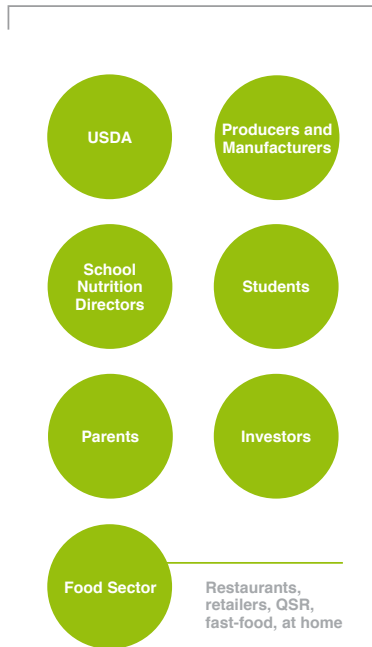 USDA
Producers and
Manufacturers
School
Nutrition
Directors
Students
Parents
Investors
Food Sector
Restaurants,
retailers, QSR,
fast-food, at home